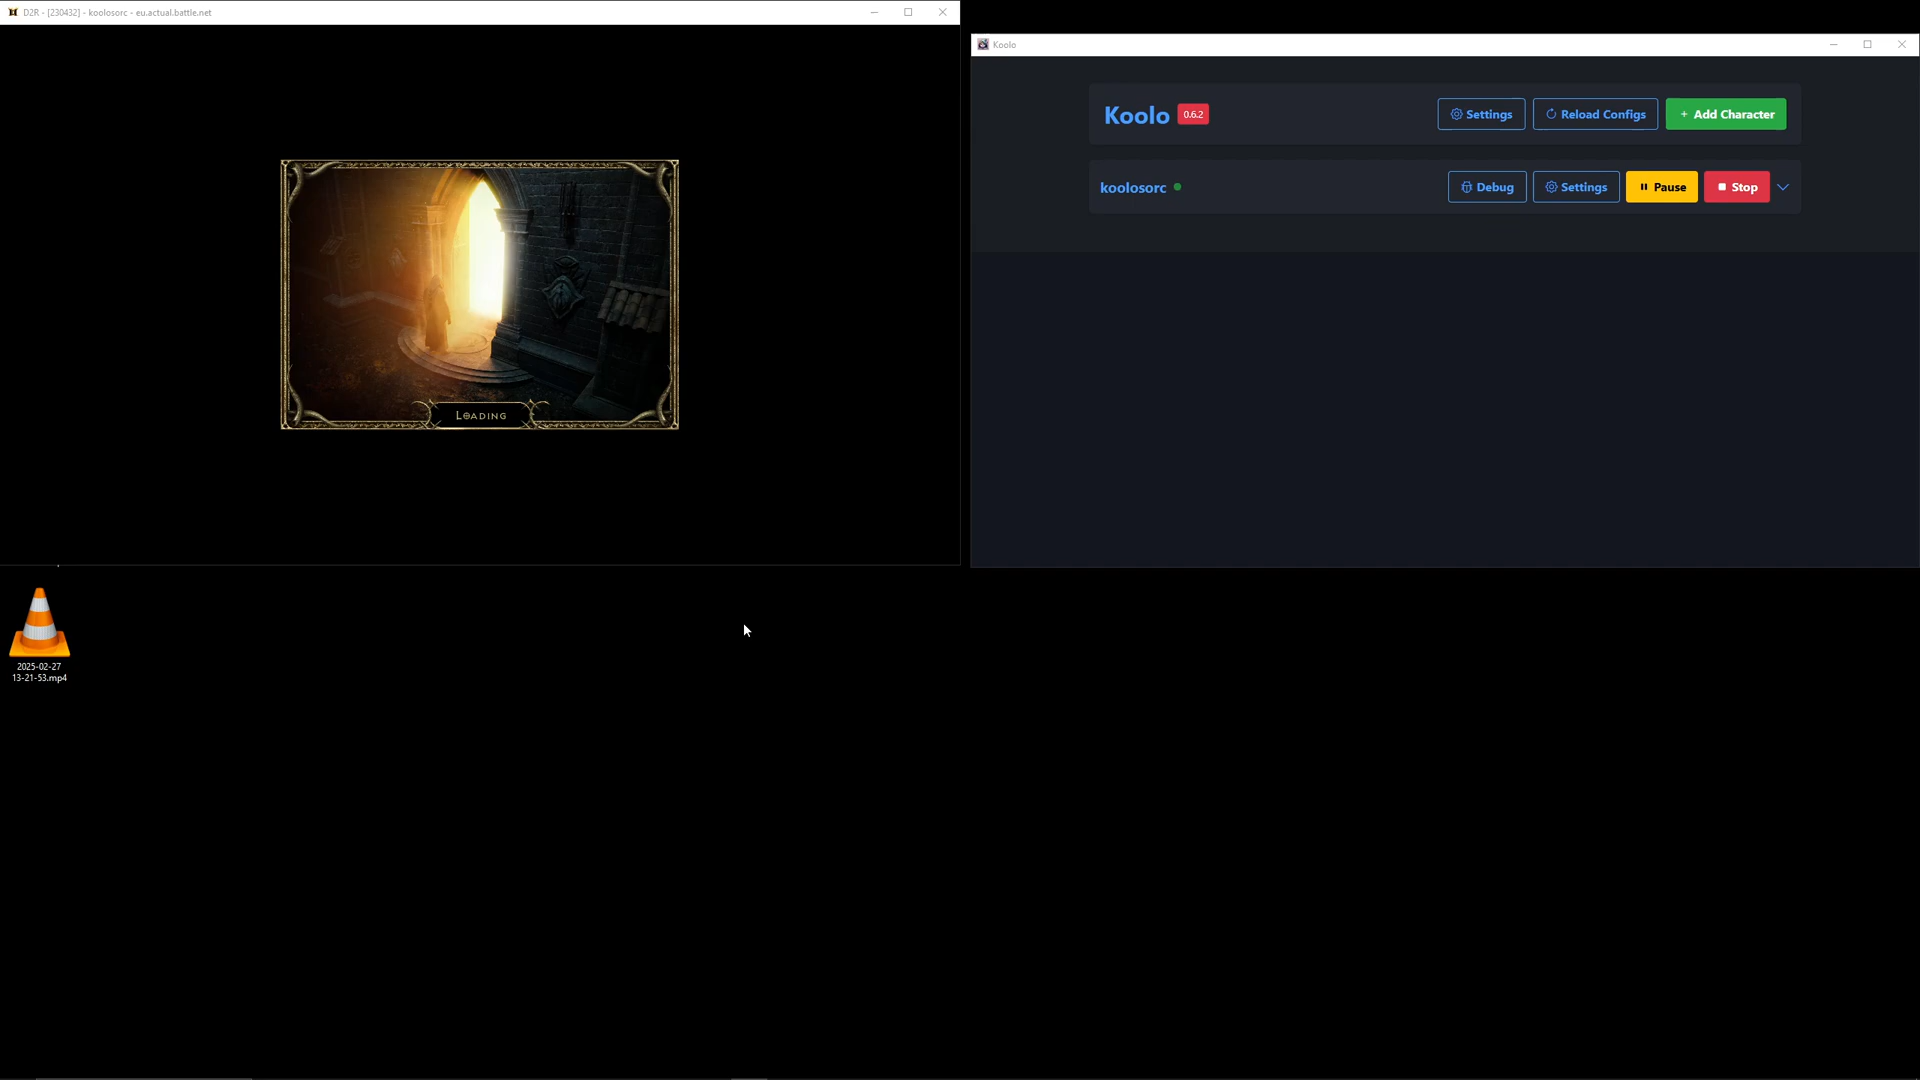 D2R - [230432] - koolosorc - eu.actual.battle.net
Koolo
Koolo 0.6.2 Settings Reload Configs + Add Character
koolosorc Debug Settings Pause Stop
LOADING
2025-02-27
13-21-53.mp4